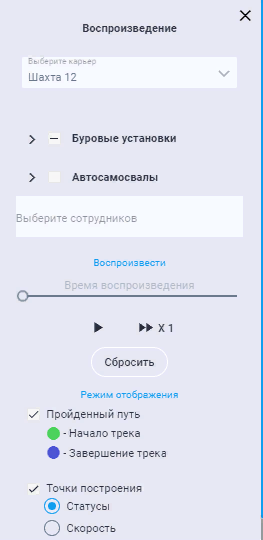 Воспроизведение
Выберите карьер
Шахта 12
Буровые установки
Автосамосвалы
Выберите сотрудников
Воспроизвести
Время воспроизведения
X 1
Сбросить
Режим отображения
Пройденный путь
- Начало трека
- Завершение трека
Точки построения
Статусы
Скорость